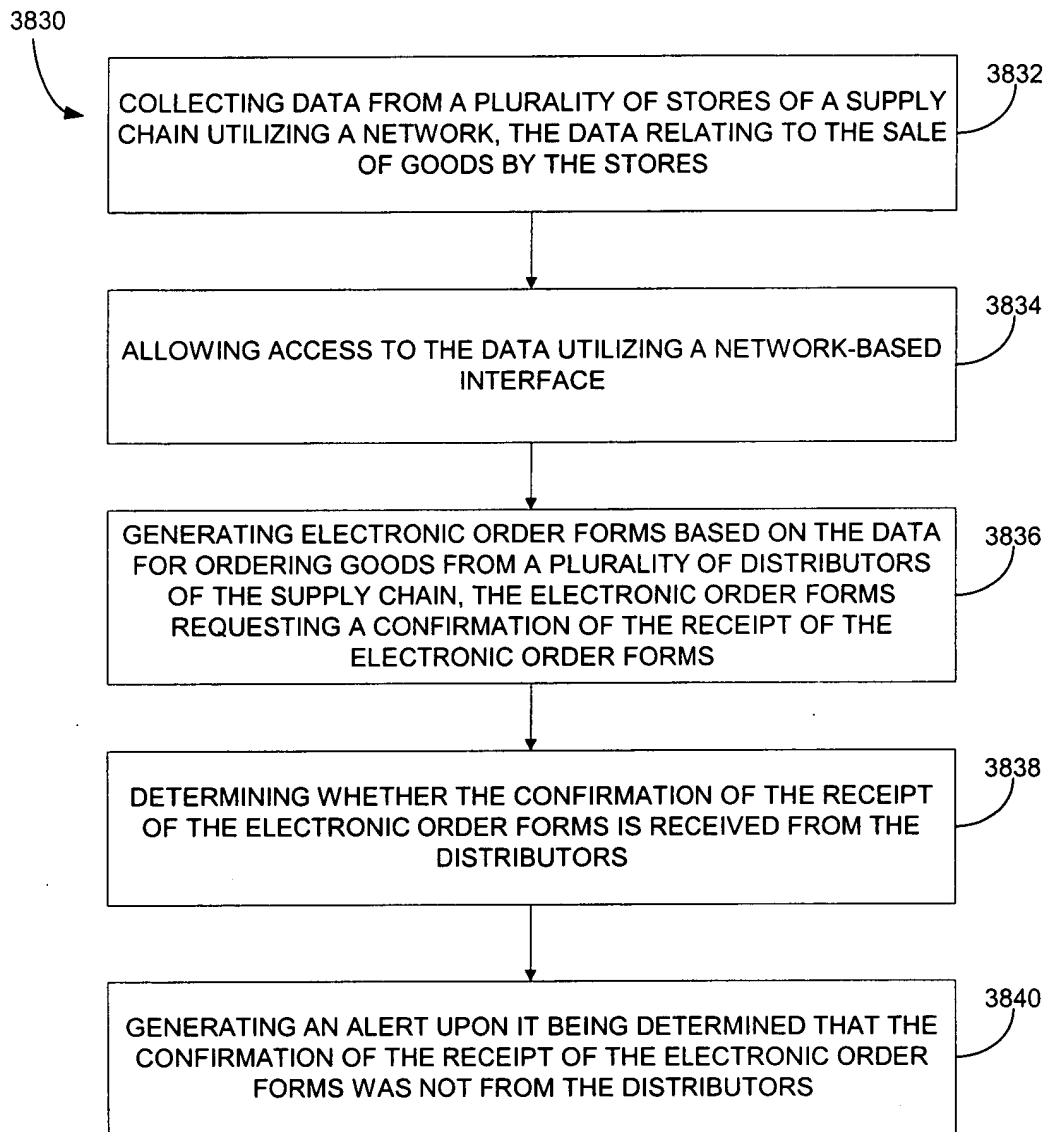 3830
3832
COLLECTING DATA FROM A PLURALITY OF STORES OF A SUPPLY
CHAIN UTILIZING A NETWORK, THE DATA RELATING TO THE SALE
OF GOODS BY THE STORES
3834
ALLOWING ACCESS TO THE DATA UTILIZING A NETWORK-BASED
INTERFACE
3836
GENERATING ELECTRONIC ORDER FORMS BASED ON THE DATA
FOR ORDERING GOODS FROM A PLURALITY OF DISTRIBUTORS
OF THE SUPPLY CHAIN, THE ELECTRONIC ORDER FORMS
REQUESTING A CONFIRMATION OF THE RECEIPT OF THE
ELECTRONIC ORDER FORMS
3838
DETERMINING WHETHER THE CONFIRMATION OF THE RECEIPT
OF THE ELECTRONIC ORDER FORMS IS RECEIVED FROM THE
DISTRIBUTORS
3840
GENERATING AN ALERT UPON IT BEING DETERMINED THAT THE
CONFIRMATION OF THE RECEIPT OF THE ELECTRONIC ORDER
FORMS WAS NOT FROM THE DISTRIBUTORS